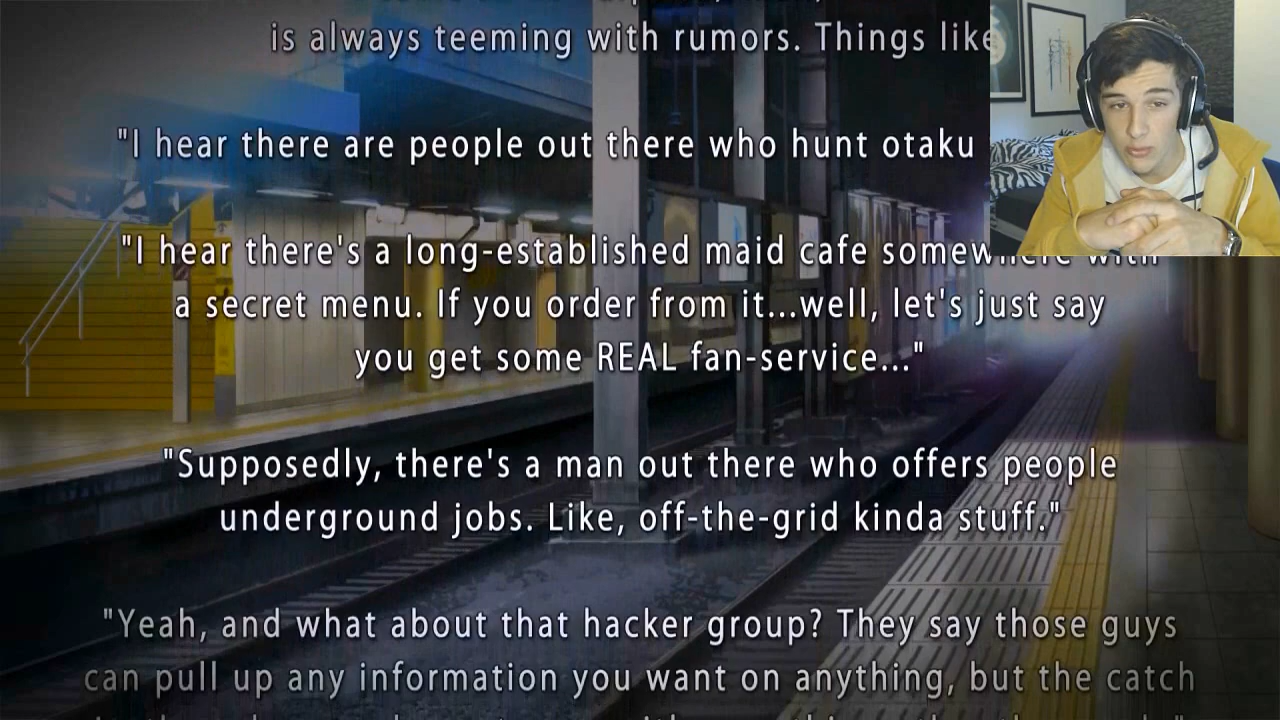 is always teeming with rumors. Things like
"I hear there are people out there who hunt otaku
"I hear there's a long-established maid cafe somewhere with
a secret menu. If you order from it...well, let's just say
you get some REAL fan-service..."
"Supposedly, there's a man out there who offers people
underground jobs. Like, off-the-grid kinda stuff."
"Yeah, and what about that hacker group? They say those guys
can pull up any information you want on anything, but the catch